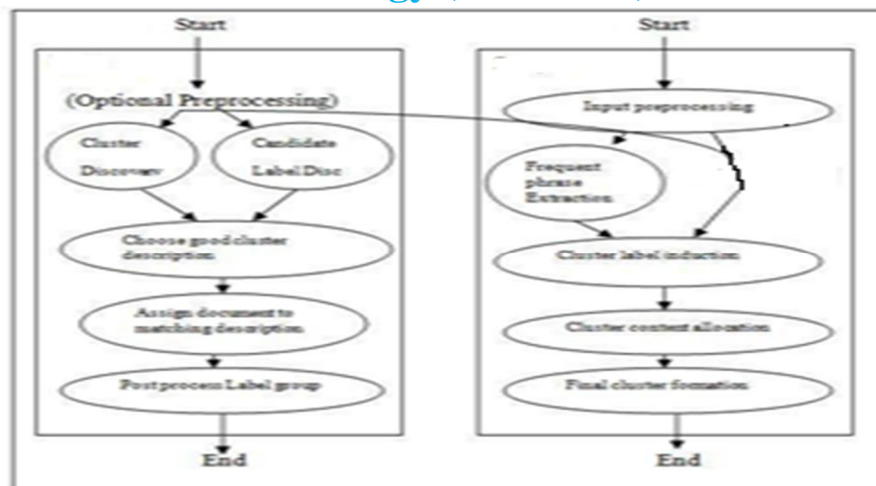 Start
(Optional Preprocessing)
Cluster
Discovery
Candidate
Label Disc
Choose good cluster
description
Assign document to
matching description
Post process Label group
End
Start
Input preprocessing
Frequent
phrase
Extraction
Cluster label induction
Cluster content allocation
Final cluster formation
End